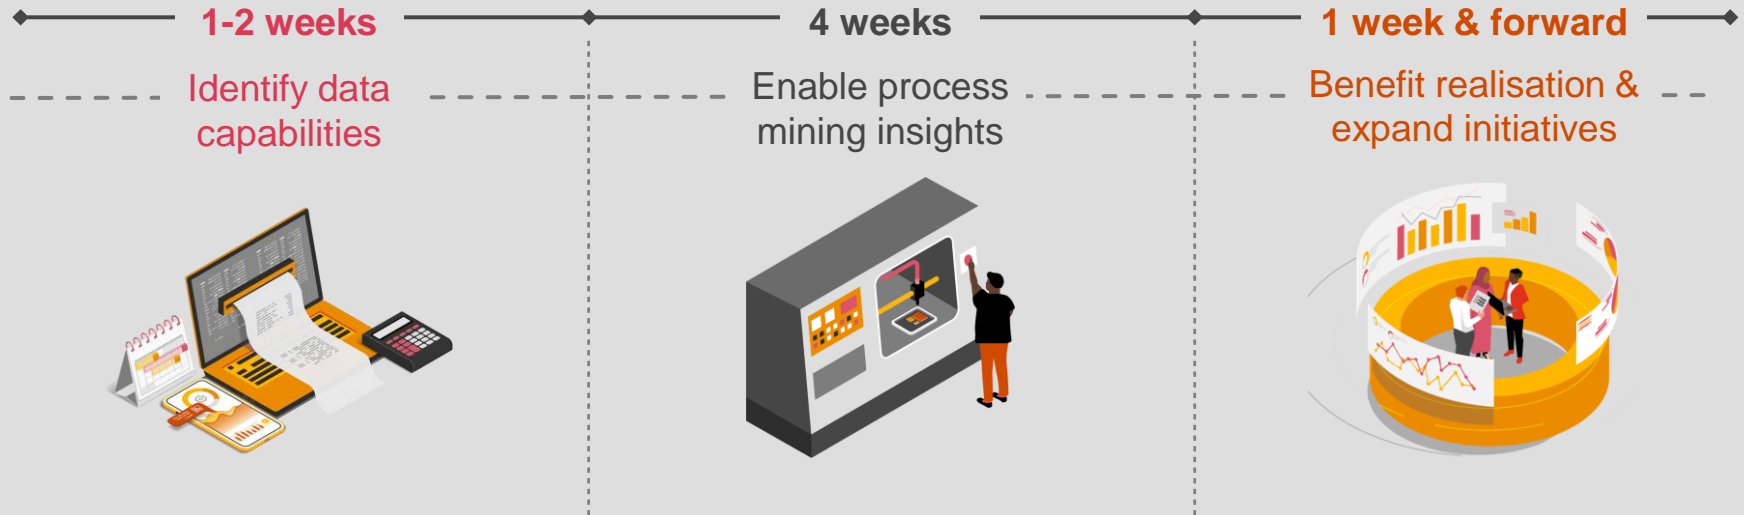 1-2 weeks
4 weeks
1 week & forward
Identify data
capabilities
Enable process
mining insights
Benefit realisation &
expand initiatives